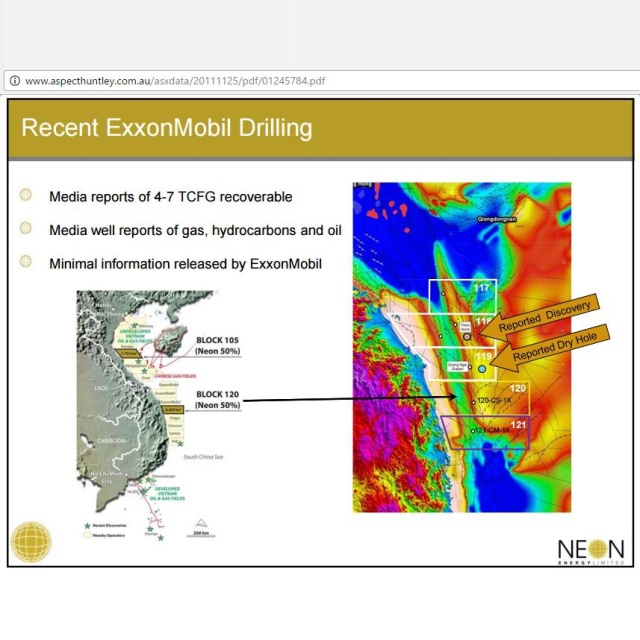 www.aspecthuntley.com.au/asxdata/20111125/pdf/01245784.pdf
Recent ExxonMobil Drilling
Media reports of 4-7 TCFG recoverable
Media well reports of gas, hydrocarbons and oil
Minimal information released by ExxonMobil
UNDEVELOPED
VIETNAM
OIL & GAS FIELDS
BLOCK 105
(Neon 50%)
CHINESE GAS FIELDS
LAOS
BLOCK 120
(Neon 50%)
CAMBODIA
South China Sea
Ho Chi Minh
City
DEVELOPED
VIETNAM
OIL & GAS FIELDS
Recent Discoveries
Nearby Operators
200 km
Qiongdongnan
117
118
Reported Discovery
119
Reported Dry Hole
120
120-CS-1X
121
121-CM-1X
NEON
ENERGY LIMITED